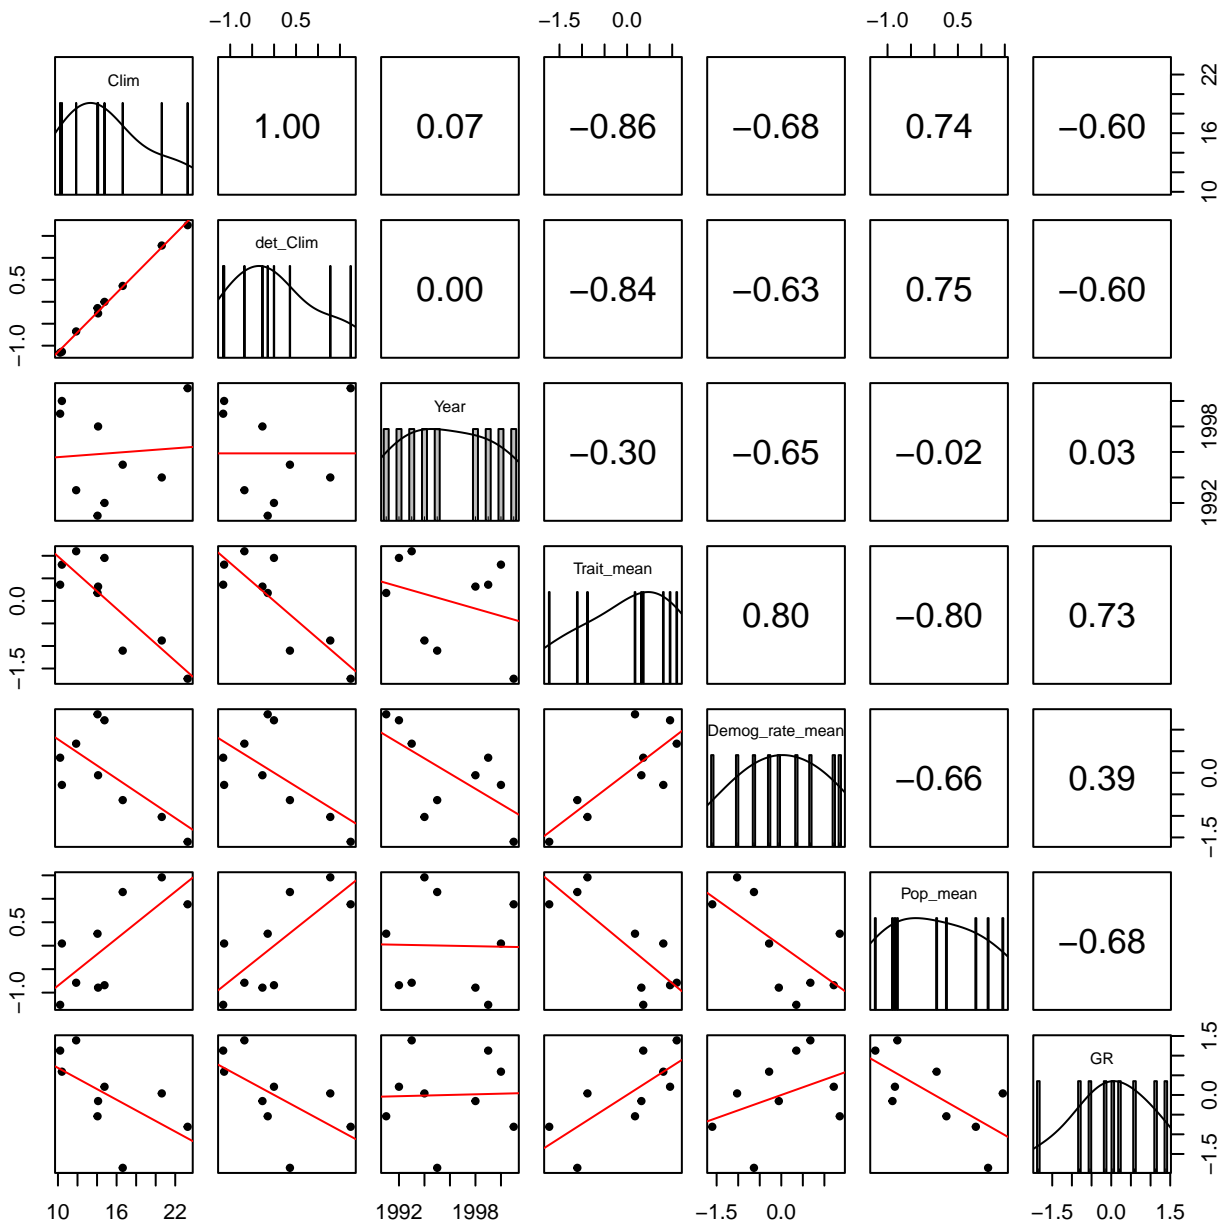 −1.0 0.5 −1.5 0.0 −1.0 0.5
Clim 1.00 0.07 −0.86 −0.68 0.74 −0.60 10 16 22
−1.0 0.5 det_Clim 0.00 −0.84 −0.63 0.75 −0.60
Year −0.30 −0.65 −0.02 0.03 1992 1998
−1.5 0.0 Trait_mean 0.80 −0.80 0.73
Demog_rate_mean −0.66 0.39 −1.5 0.0
−1.0 0.5 Pop_mean −0.68
GR −1.5 0.0 1.5
10 16 22 1992 1998 −1.5 0.0 −1.5 0.0 1.5